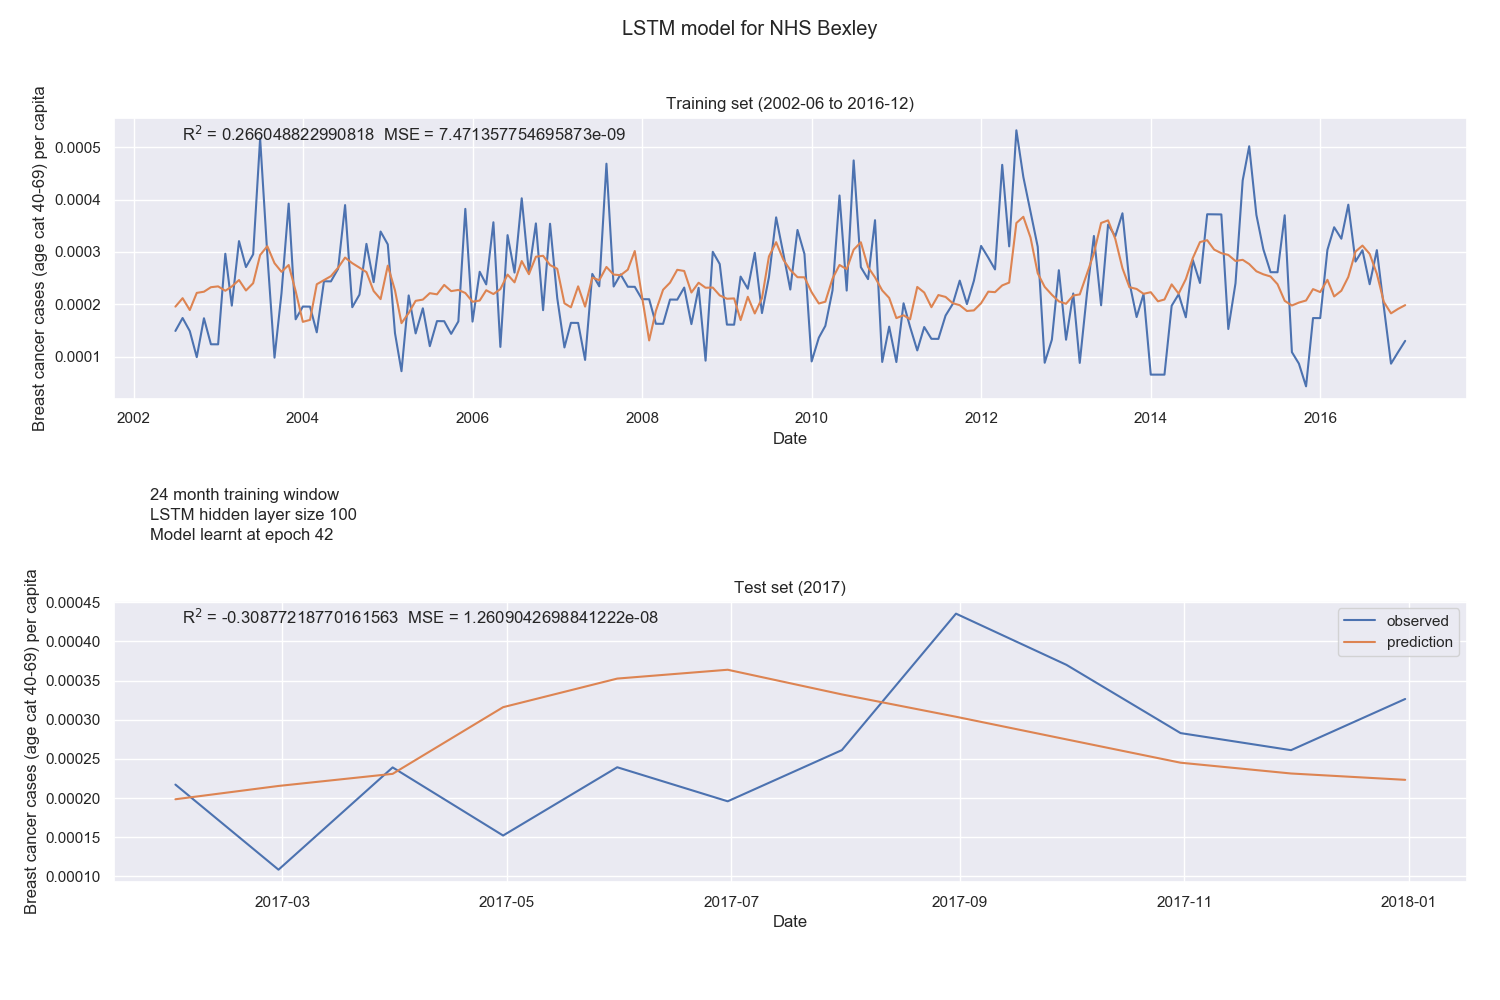 LSTM model for NHS Bexley
Training set (2002-06 to 2016-12)
R² = 0.266048822990818 MSE = 7.471357754695873e-09
Breast cancer cases (age cat 40-69) per capita
0.0005
0.0004
0.0003
0.0002
0.0001
2002 2004 2006 2008 2010 2012 2014 2016
Date
24 month training window
LSTM hidden layer size 100
Model learnt at epoch 42
Test set (2017)
R² = -0.30877218770161563 MSE = 1.2609042698841222e-08
observed
prediction
Breast cancer cases (age cat 40-69) per capita
0.00045
0.00040
0.00035
0.00030
0.00025
0.00020
0.00015
0.00010
2017-03 2017-05 2017-07 2017-09 2017-11 2018-01
Date